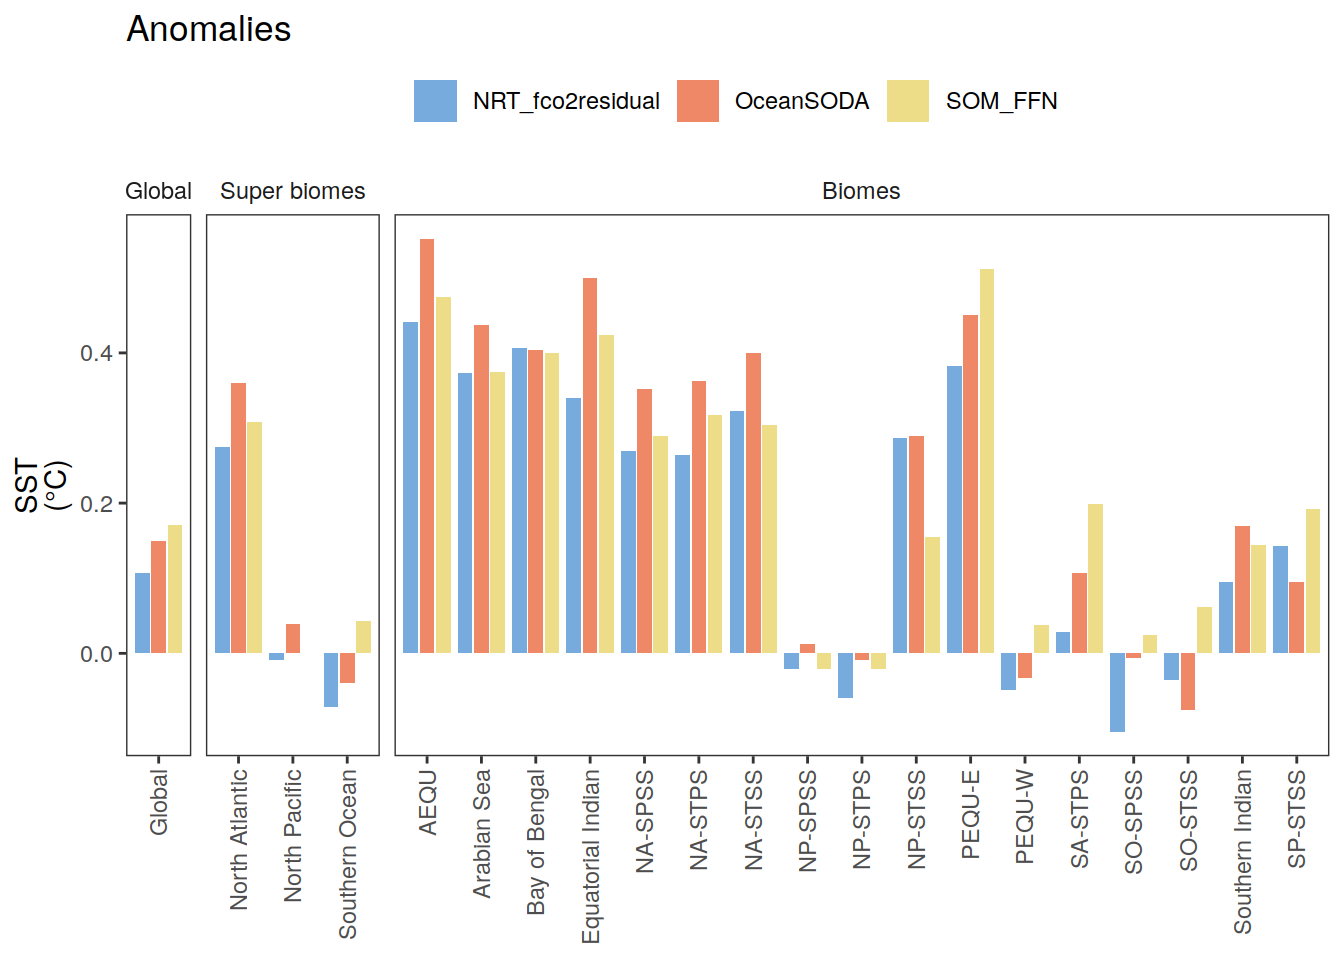 Anomalies
NRT_fco2residual OceanSODA SOM_FFN
Global Super biomes Biomes
SST
(°C)
0.4
0.2
0.0
Global
North Atlantic
North Pacific
Southern Ocean
AEQU
Arabian Sea
Bay of Bengal
Equatorial Indian
NA-SPSS
NA-STPS
NA-STSS
NP-SPSS
NP-STPS
NP-STSS
PEQU-E
PEQU-W
SA-STPS
SO-SPSS
SO-STSS
Southern Indian
SP-STSS